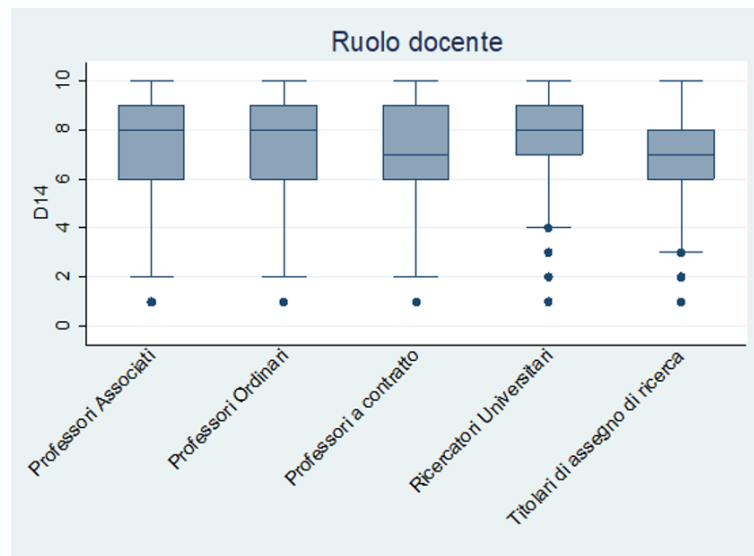 Ruolo docente
10
8
6
4
2
0
D14
Professori Associati
Professori Ordinari
Professori a contratto
Ricercatori Universitari
Titolari di assegno di ricerca